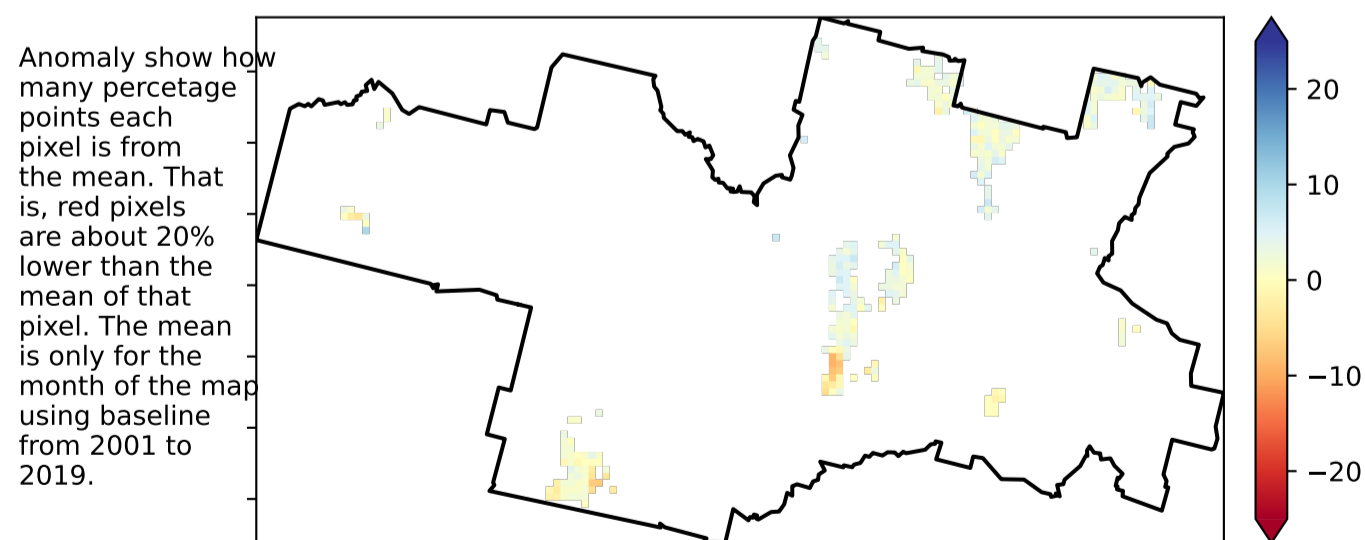 Anomaly show how
many percetage
points each
pixel is from
the mean. That
is, red pixels
are about 20%
lower than the
mean of that
pixel. The mean
is only for the
month of the map
using baseline
from 2001 to
2019.
20
10
0
−10
−20